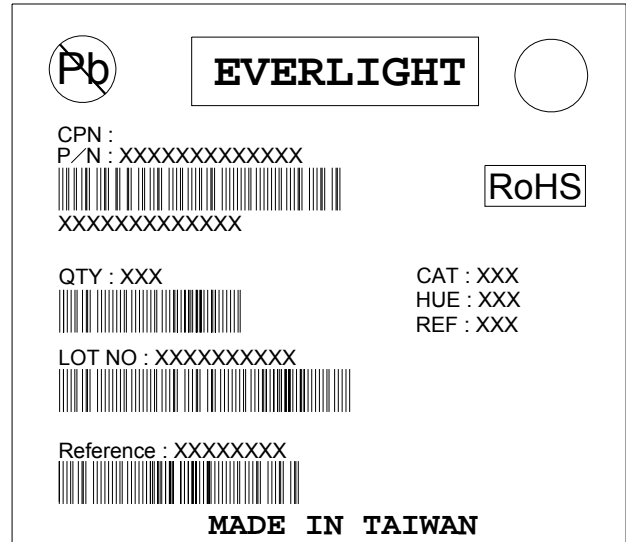 Pb
EVERLIGHT
CPN :
P/N : XXXXXXXXXXXXX
RoHS
XXXXXXXXXXXXX
QTY : XXX
CAT : XXX
HUE : XXX
REF : XXX
LOT NO : XXXXXXXXXX
Reference : XXXXXXXX
MADE IN TAIWAN